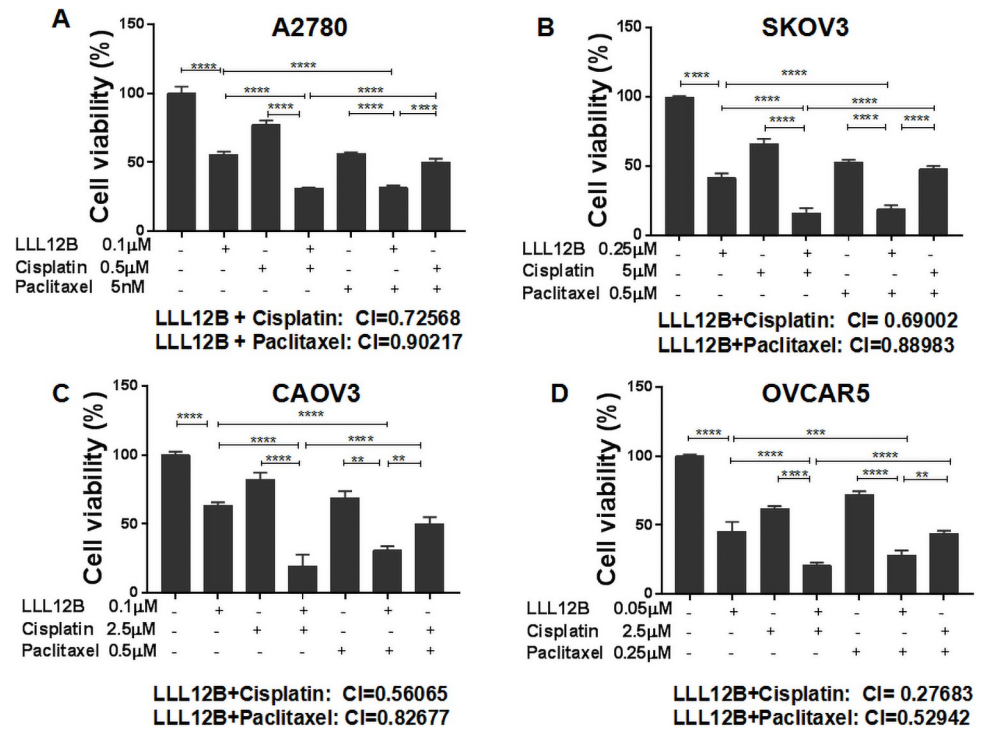 A
A2780
Cell viability (%)
150
100
50
0
**** ****
**** ****
**** **** ****
LLL12B 0.1µM - + - + - + -
Cisplatin 0.5µM - - + + - - +
Paclitaxel 5nM - - - - + + +
LLL12B + Cisplatin: CI=0.72568
LLL12B + Paclitaxel: CI=0.90217
B
SKOV3
Cell viability (%)
150
100
50
0
**** ****
**** ****
**** **** ****
LLL12B 0.25µM - + - + - + -
Cisplatin 5µM - - + + - - +
Paclitaxel 0.5µM - - - - + + +
LLL12B+Cisplatin: CI= 0.69002
LLL12B+Paclitaxel: CI=0.88983
C
CAOV3
Cell viability (%)
150
100
50
0
**** ****
**** ****
**** ** **
LLL12B 0.1µM - + - + - + -
Cisplatin 2.5µM - - + + - - +
Paclitaxel 0.5µM - - - - + + +
LLL12B+Cisplatin: CI=0.56065
LLL12B+Paclitaxel: CI=0.82677
D
OVCAR5
Cell viability (%)
150
100
50
0
**** ***
**** ****
**** **** **
LLL12B 0.05µM - + - + - + -
Cisplatin 2.5µM - - + + - - +
Paclitaxel 0.25µM - - - - + + +
LLL12B+Cisplatin: CI= 0.27683
LLL12B+Paclitaxel: CI=0.52942